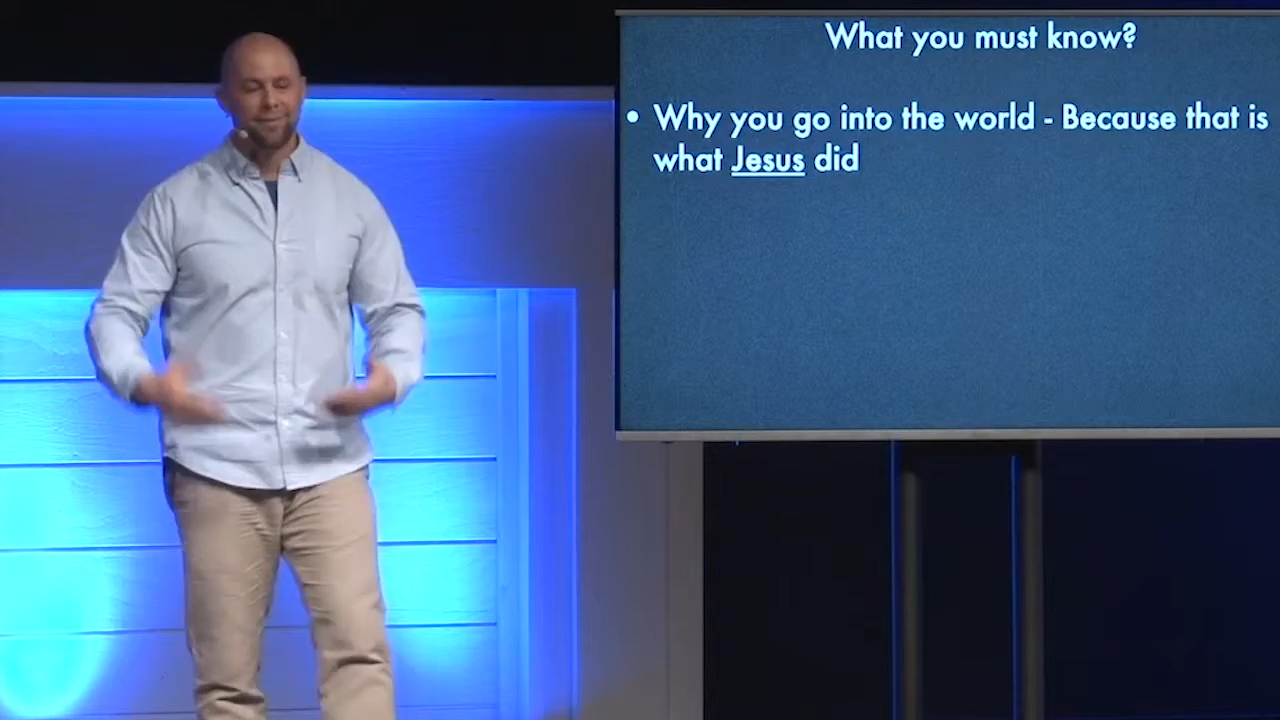 What you must know?
• Why you go into the world - Because that is
what Jesus did